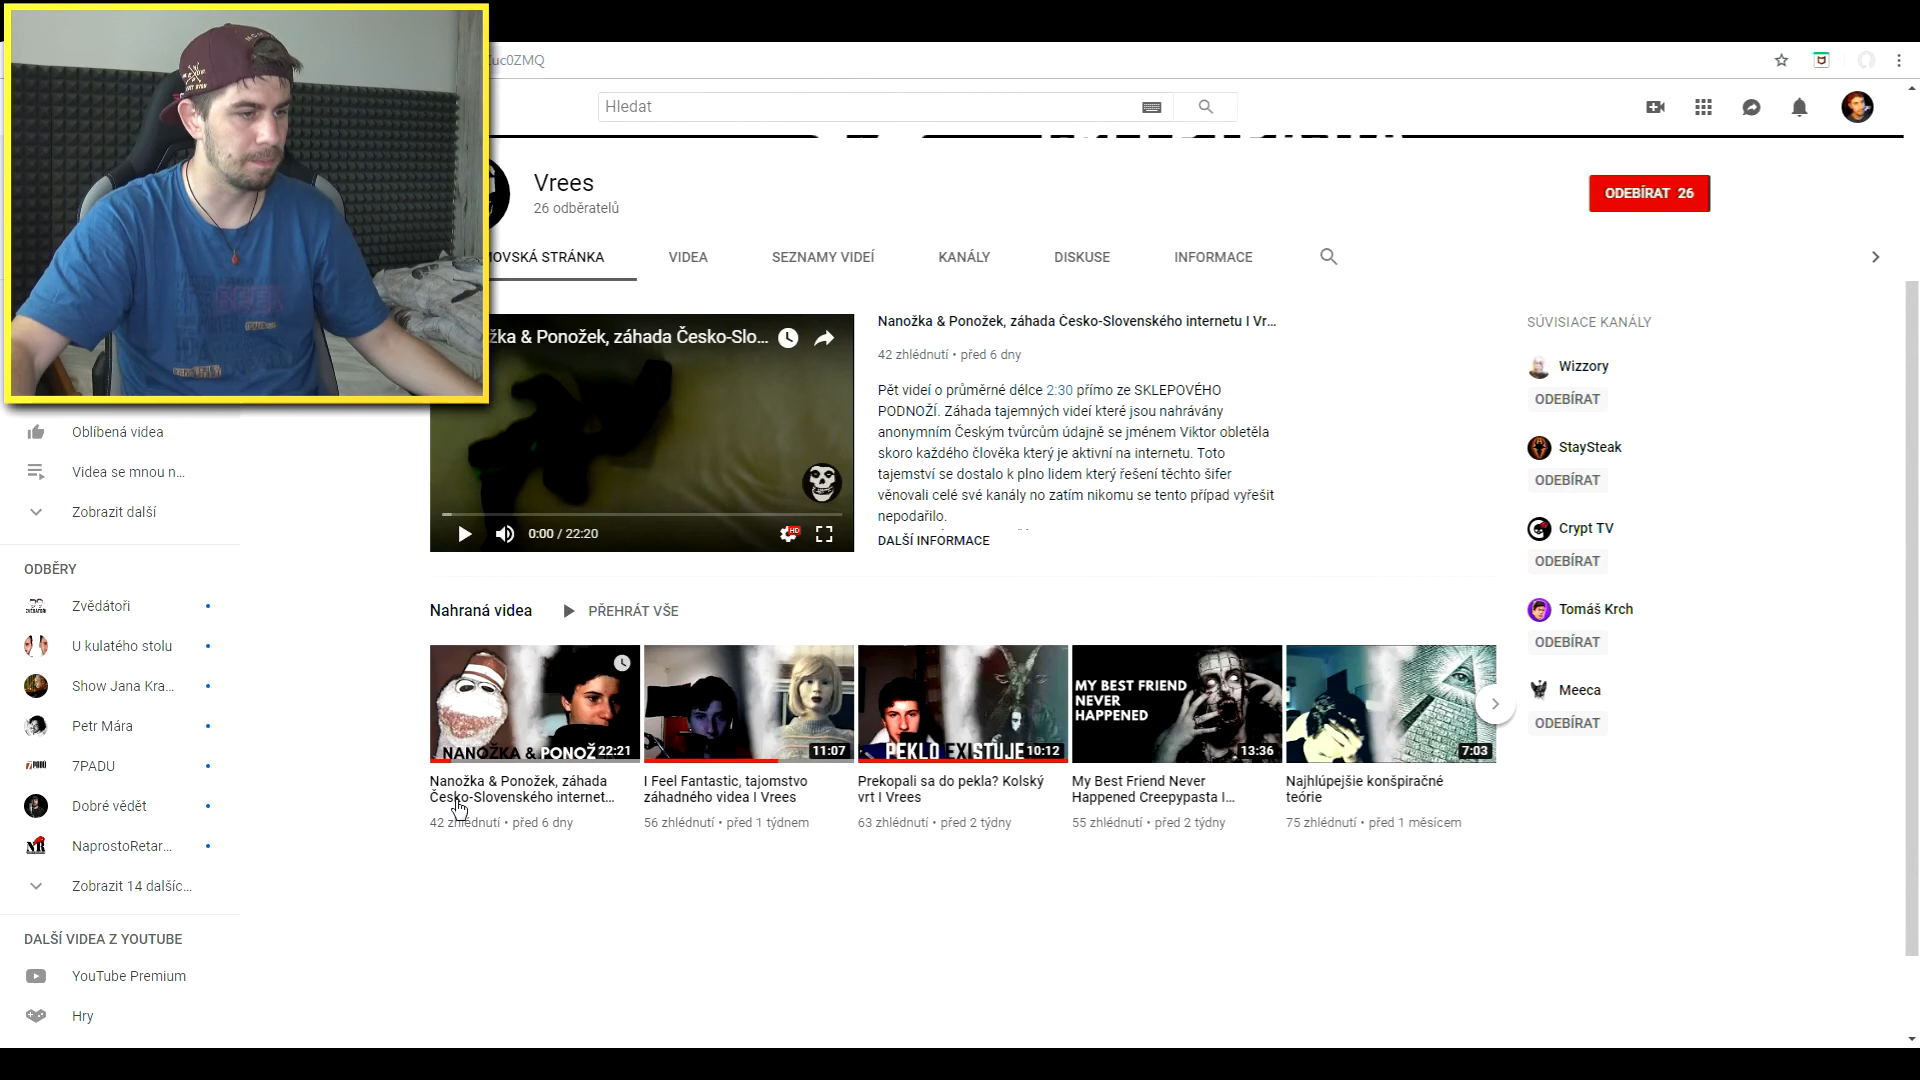 uc0ZMQ
Hledat
Vrees
26 odběratelů
ODEBÍRAT 26
MOVSKÁ STRÁNKA
VIDEA
SEZNAMY VIDEÍ
KANÁLY
DISKUSE
INFORMACE
žka & Ponožek, záhada Česko-Slo...
0:00 / 22:20
HD
Nanožka & Ponožek, záhada Česko-Slovenského internetu I Vr...
42 zhlédnutí • před 6 dny
Pět videí o průměrné délce 2:30 přímo ze SKLEPOVÉHO
PODNOŽÍ. Záhada tajemných videí které jsou nahrávány
anonymním Českým tvůrcům údajně se jménem Viktor obletěla
skoro každého člověka který je aktivní na internetu. Toto
tajemství se dostalo k plno lidem který řešení těchto šifer
věnovali celé své kanály no zatím nikomu se tento případ vyřešit
nepodařilo.
DALŠÍ INFORMACE
SÚVISIACE KANÁLY
Wizzory
ODEBÍRAT
StaySteak
ODEBÍRAT
Crypt TV
ODEBÍRAT
Tomáš Krch
ODEBÍRAT
Meeca
ODEBÍRAT
Oblíbená videa
Videa se mnou n...
Zobrazit další
ODBĚRY
Zvědátoři
U kulatého stolu
Show Jana Kra...
Petr Mára
7PADU
Dobré vědět
NaprostoRetar...
Zobrazit 14 dalšíc...
DALŠÍ VIDEA Z YOUTUBE
YouTube Premium
Hry
Nahraná videa
PŘEHRÁT VŠE
NANOŽKA & PONOŽ
22:21
Nanožka & Ponožek, záhada
Česko-Slovenského internet...
42 zhlédnutí • před 6 dny
11:07
I Feel Fantastic, tajomstvo
záhadného videa I Vrees
56 zhlédnutí • před 1 týdnem
PEKLO EXISTUJE
10:12
Prekopali sa do pekla? Kolský
vrt I Vrees
63 zhlédnutí • před 2 týdny
MY BEST FRIEND
NEVER
HAPPENED
13:36
My Best Friend Never
Happened Creepypasta I...
55 zhlédnutí • před 2 týdny
7:03
Najhlúpejšie konšpiračné
teórie
75 zhlédnutí • před 1 měsícem